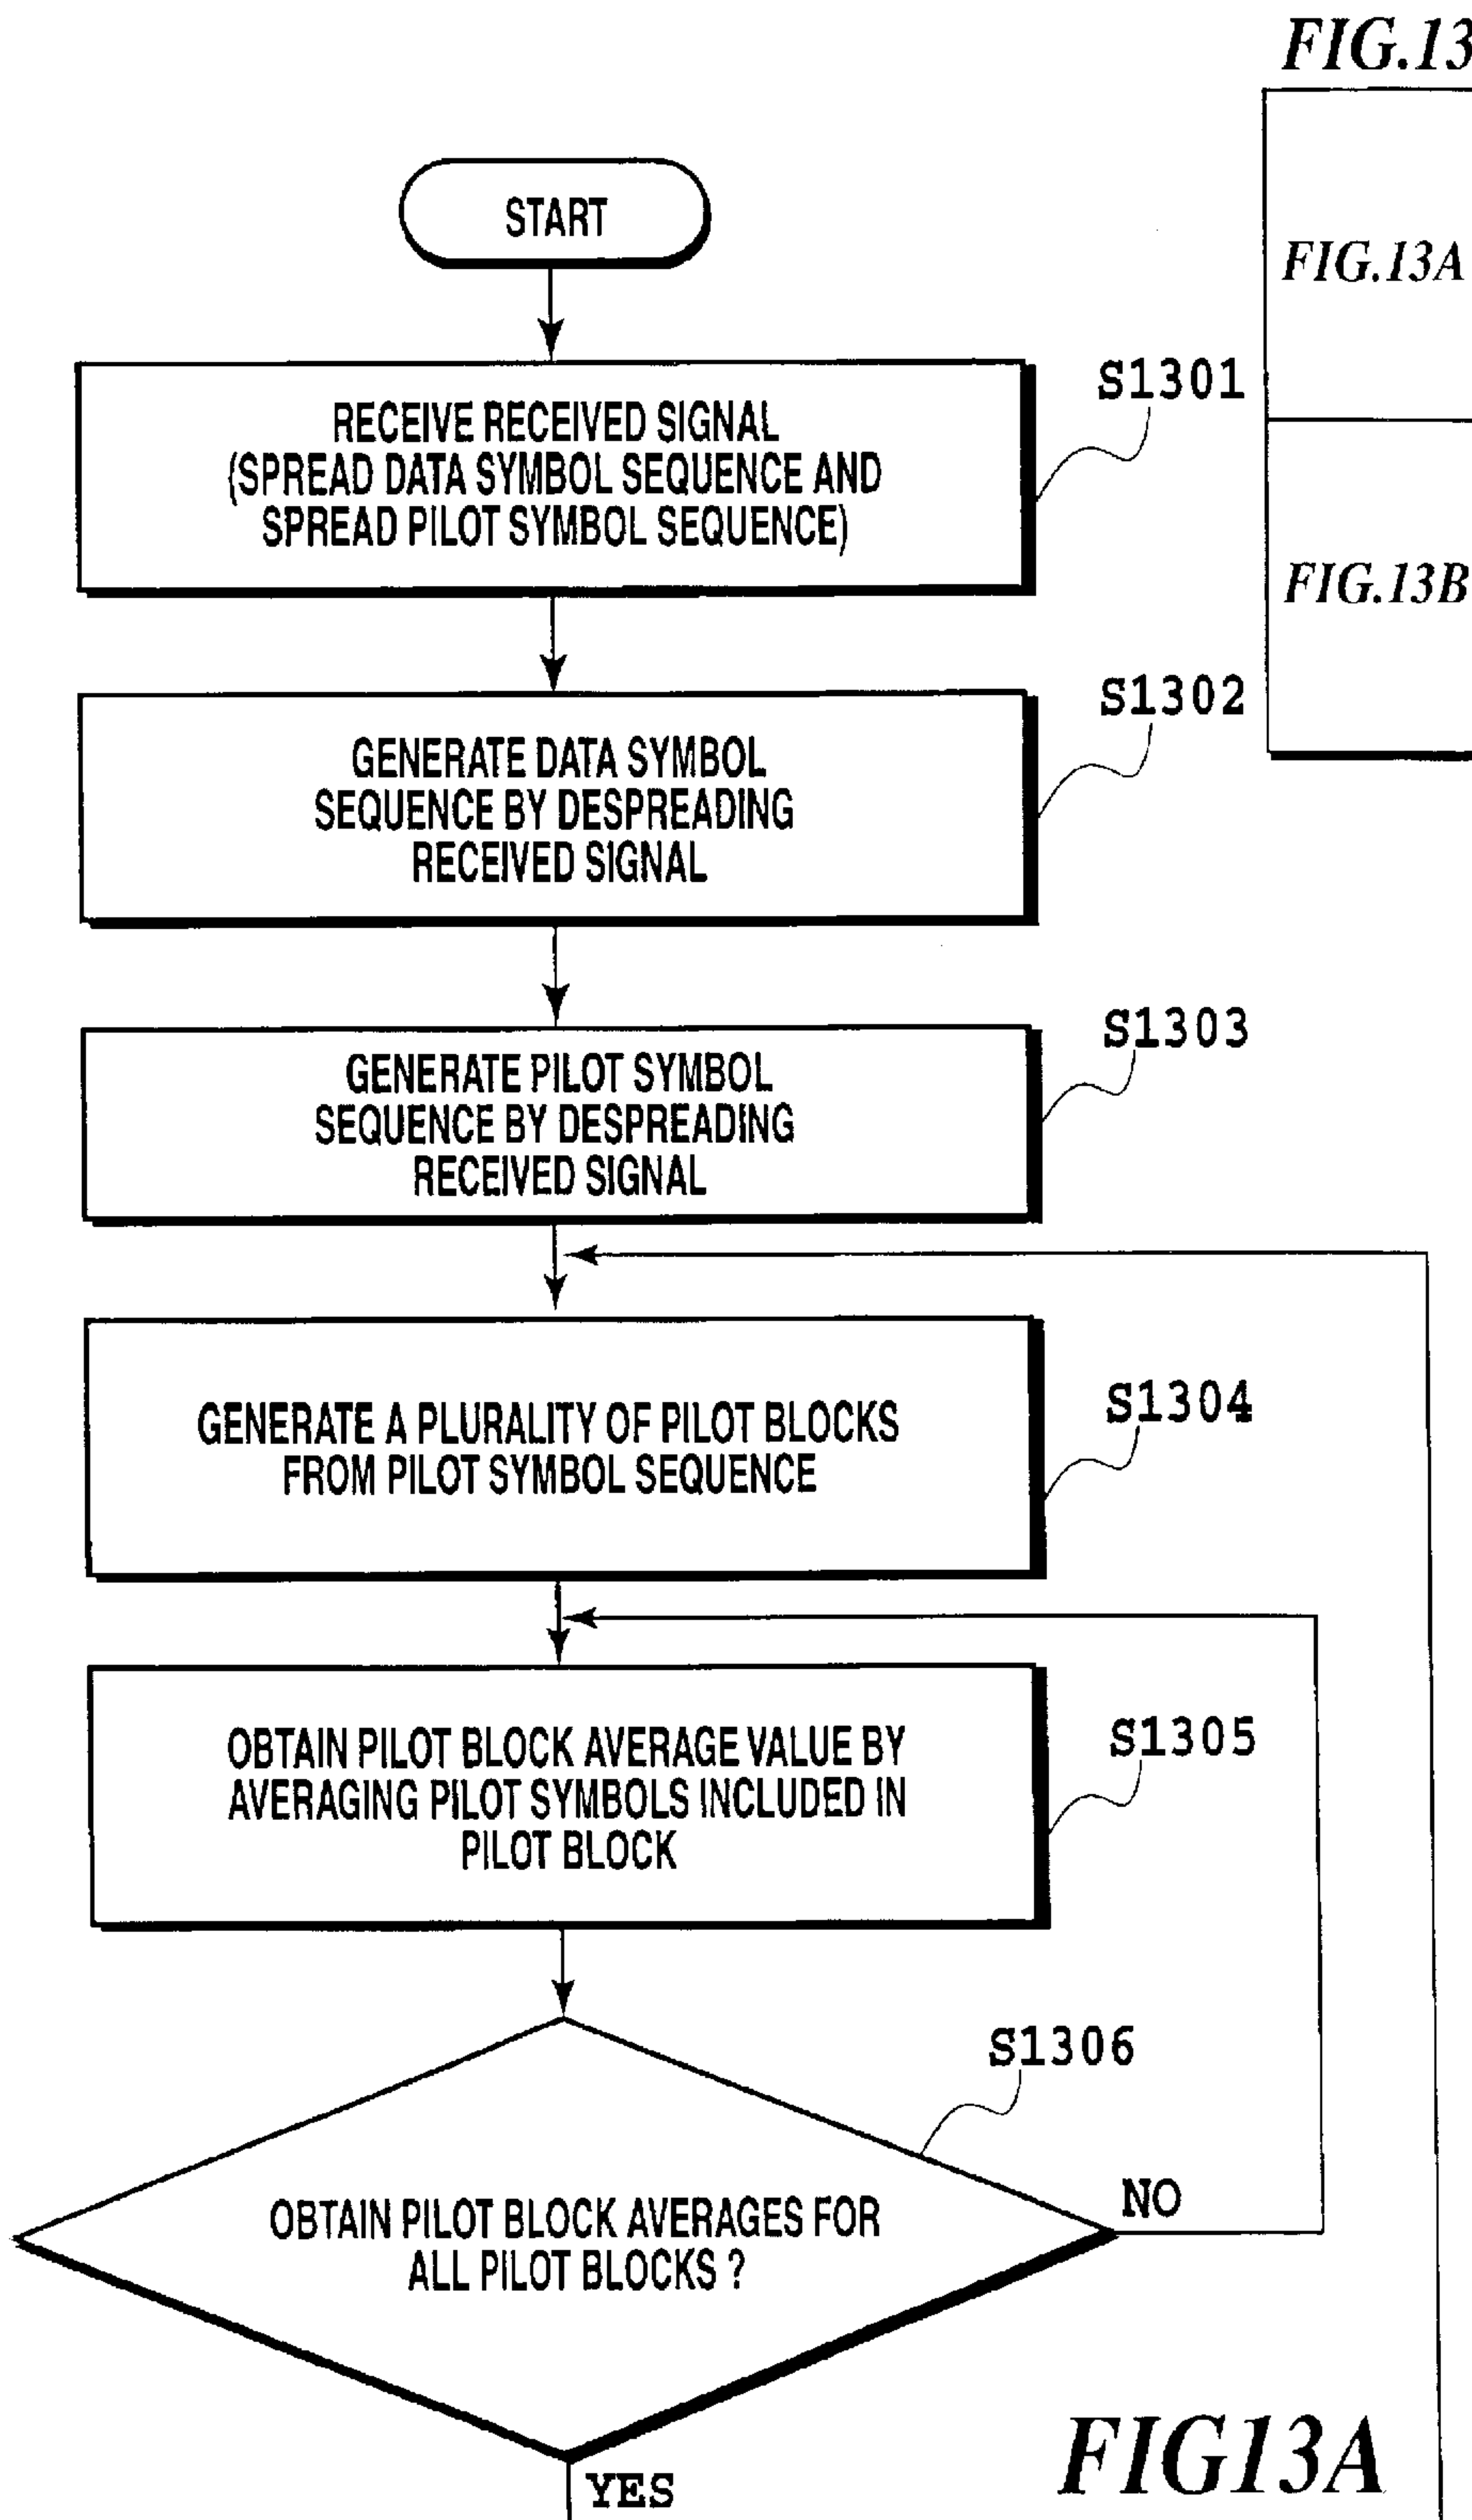 FIG.13
FIG.13A
FIG.13B
START
S1301
RECEIVE RECEIVED SIGNAL
(SPREAD DATA SYMBOL SEQUENCE AND
SPREAD PILOT SYMBOL SEQUENCE)
S1302
GENERATE DATA SYMBOL
SEQUENCE BY DESPREADING
RECEIVED SIGNAL
S1303
GENERATE PILOT SYMBOL
SEQUENCE BY DESPREADING
RECEIVED SIGNAL
S1304
GENERATE A PLURALITY OF PILOT BLOCKS
FROM PILOT SYMBOL SEQUENCE
S1305
OBTAIN PILOT BLOCK AVERAGE VALUE BY
AVERAGING PILOT SYMBOLS INCLUDED IN
PILOT BLOCK
S1306
OBTAIN PILOT BLOCK AVERAGES FOR
ALL PILOT BLOCKS ?
NO
YES
FIG13A